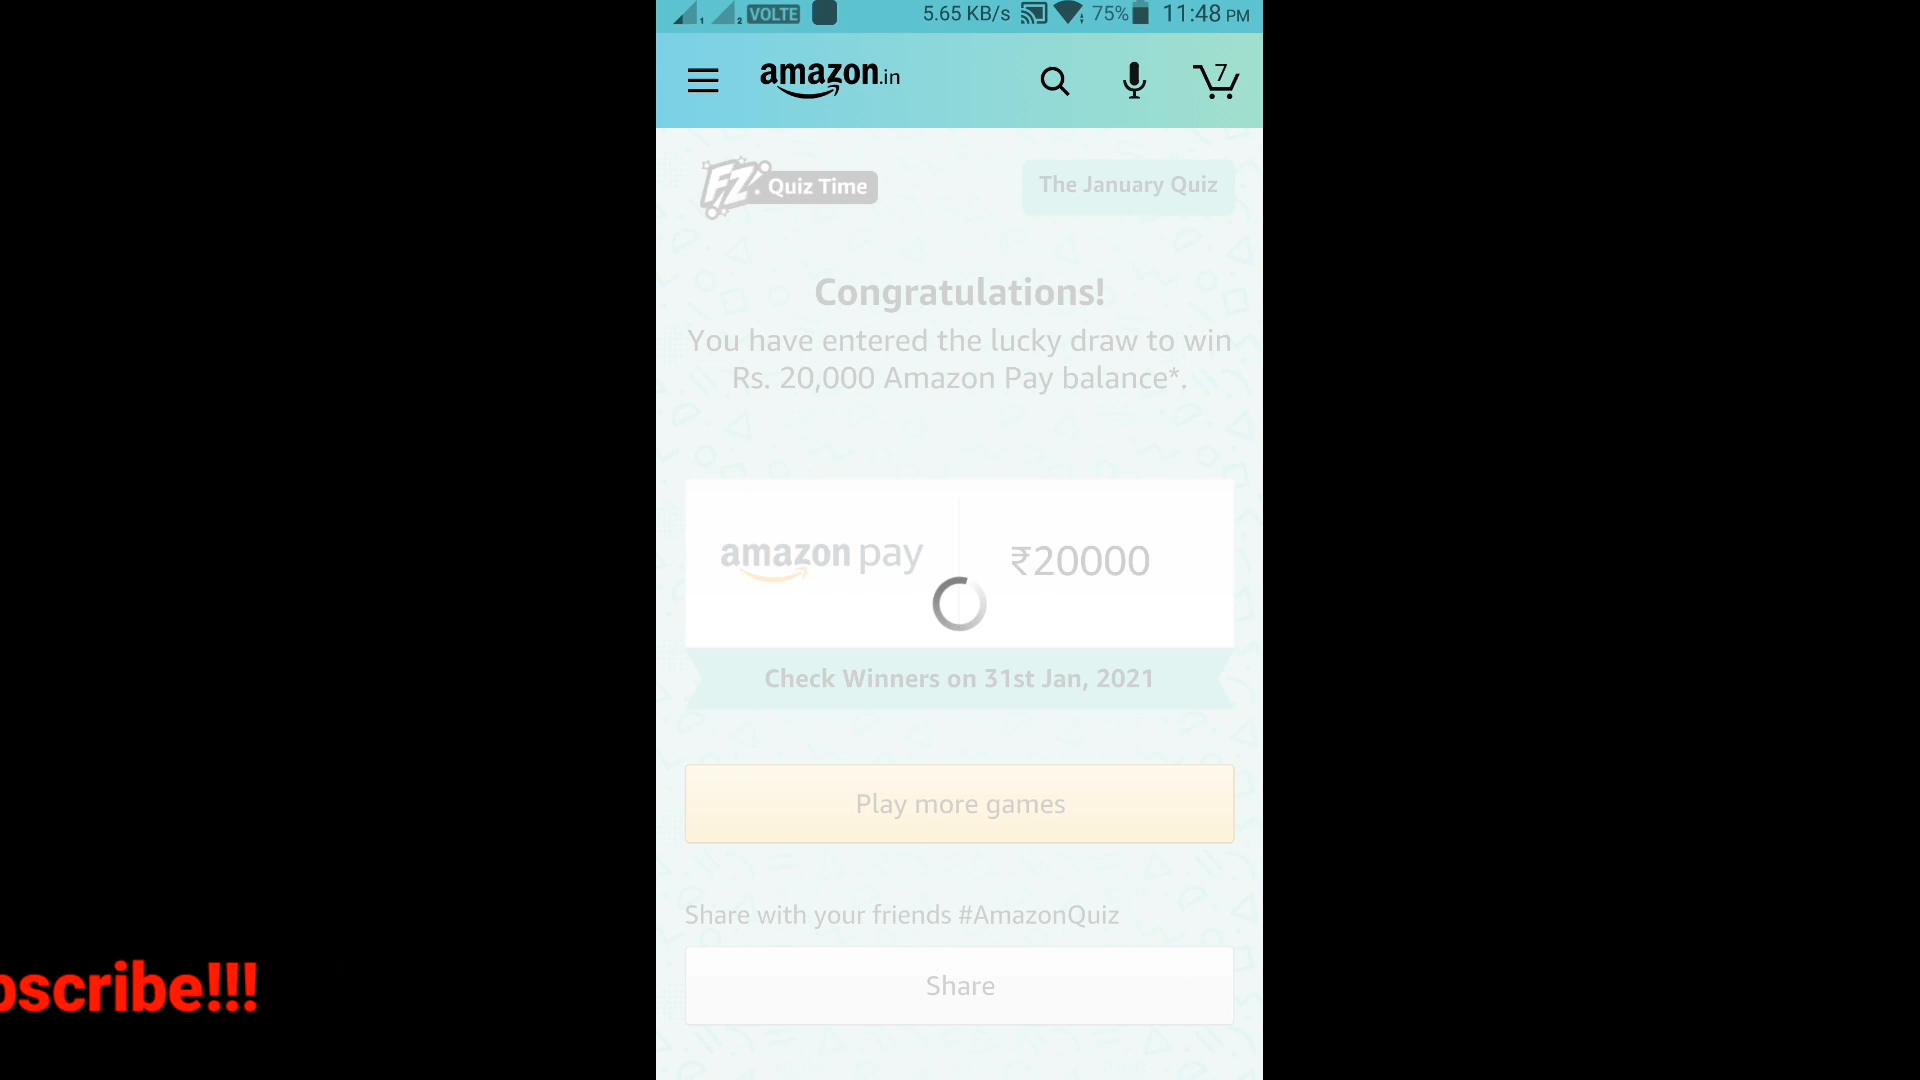 1 2 VOLTE 5.65 KB/s 75% 11:48 PM
amazon.in 7
FZ Quiz Time The January Quiz
Congratulations!
You have entered the lucky draw to win
Rs. 20,000 Amazon Pay balance*.
amazon pay ₹20000
Check Winners on 31st Jan, 2021
Play more games
Share with your friends #AmazonQuiz
bscribe!!!
Share